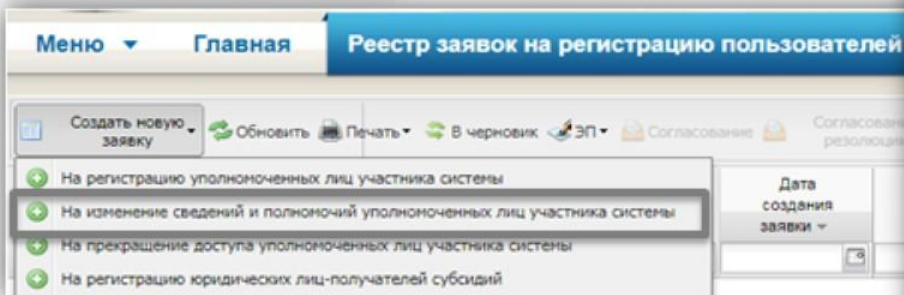 Меню Главная Реестр заявок на регистрацию пользователей
Создать новую заявку Обновить Печать В черновик ЭП Согласование
На регистрацию уполномоченных лиц участника системы
На изменение сведений и полномочий уполномоченных лиц участника системы
На прекращение доступа уполномоченных лиц участника системы
На регистрацию юридических лиц-получателей субсидий
Дата
создания
заявки